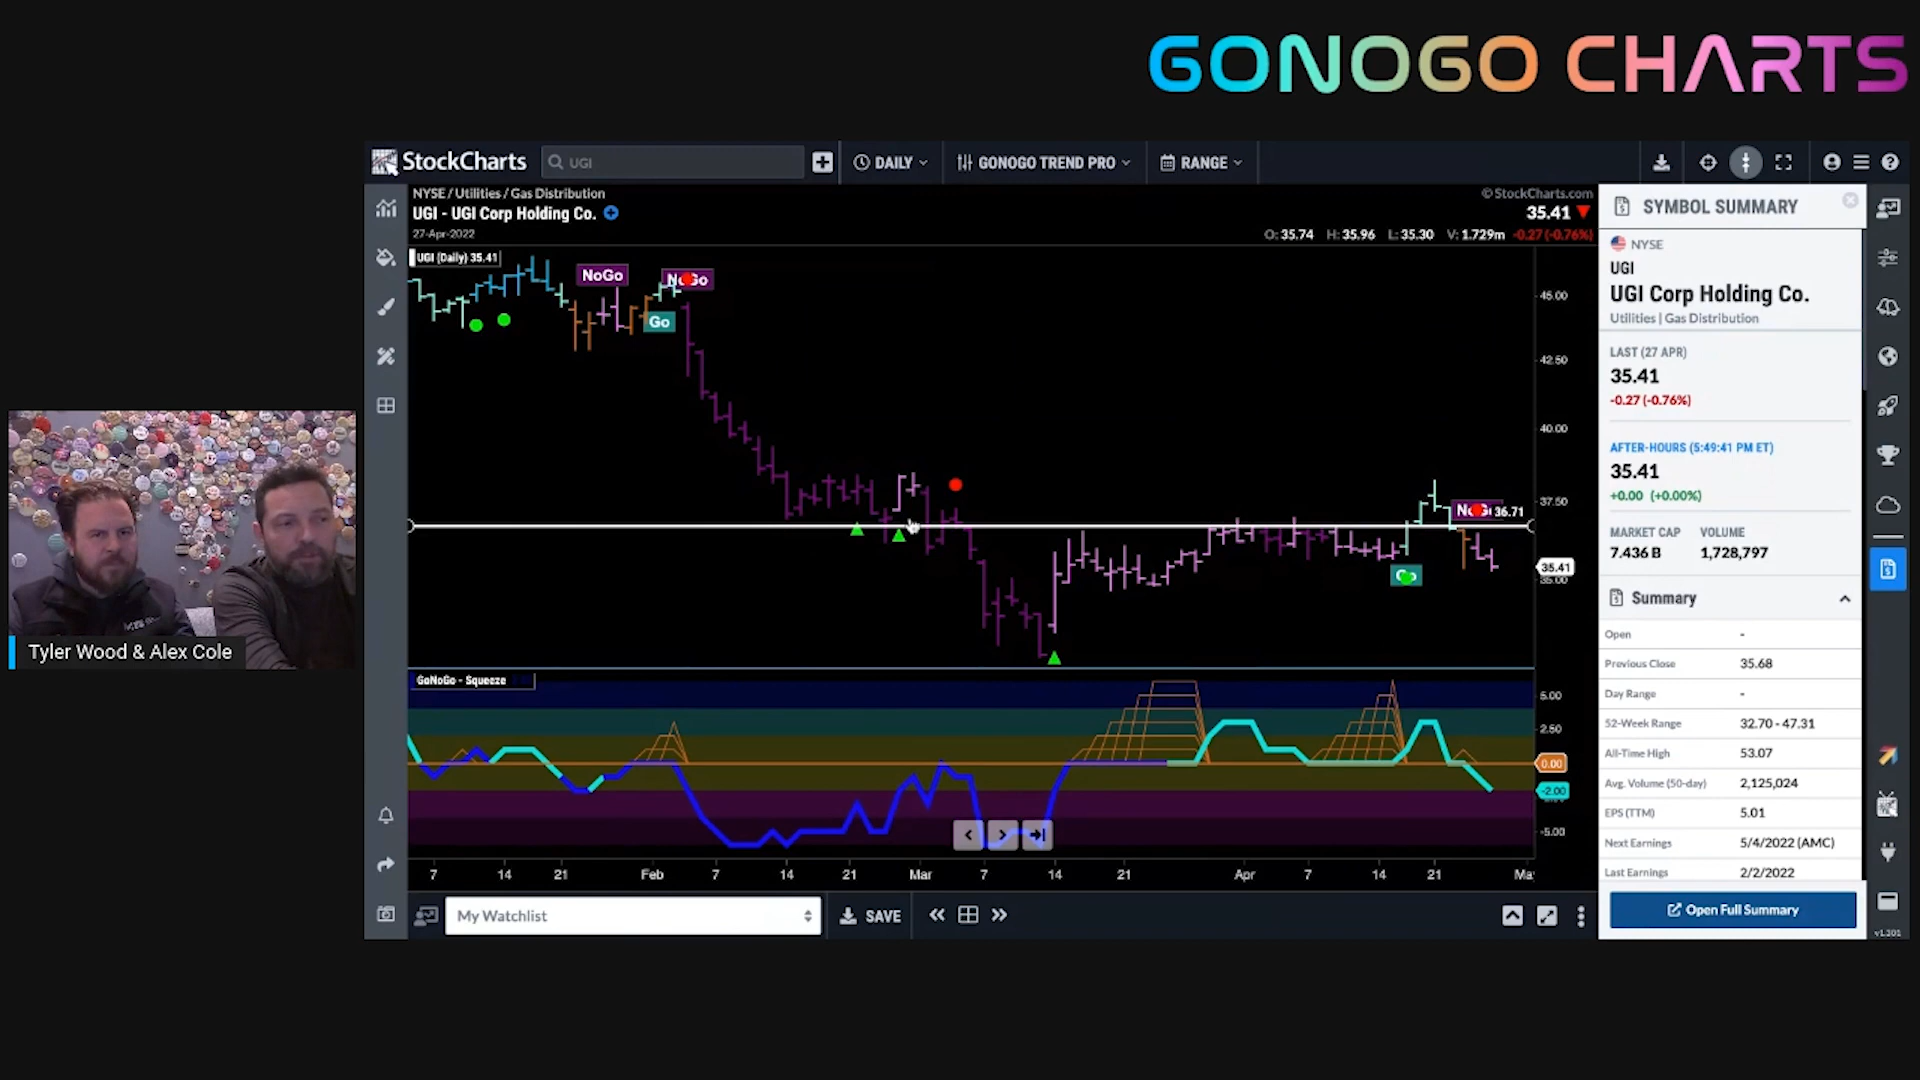 GONOGO CHARTS
StockCharts
UGI
DAILY
GONOGO TREND PRO
RANGE
NYSE / Utilities / Gas Distribution
UGI - UGI Corp Holding Co.
27-Apr-2022
© StockCharts.com
35.41
O: 35.74 H: 35.96 L: 35.30 V: 1.729m -0.27 (-0.76%)
UGI (Daily) 35.41
NoGo
NoGo
Go
Go
36.71
45.00
42.50
40.00
37.50
35.41
35.00
GoNoGo - Squeeze
5.00
2.50
0.00
-2.00
-5.00
7 14 21 Feb 7 14 21 Mar 7 14 21 Apr 7 14 21
My Watchlist
SAVE
SYMBOL SUMMARY
NYSE
UGI
UGI Corp Holding Co.
Utilities | Gas Distribution
LAST (27 APR)
35.41
-0.27 (-0.76%)
AFTER-HOURS (5:49:41 PM ET)
35.41
+0.00 (+0.00%)
MARKET CAP VOLUME
7.436 B 1,728,797
Summary
Open -
Previous Close 35.68
Day Range -
52-Week Range 32.70 - 47.31
All-Time High 53.07
Avg. Volume (50-day) 2,125,024
EPS (TTM) 5.01
Next Earnings 5/4/2022 (AMC)
Last Earnings 2/2/2022
Open Full Summary
v1.301
Tyler Wood & Alex Cole